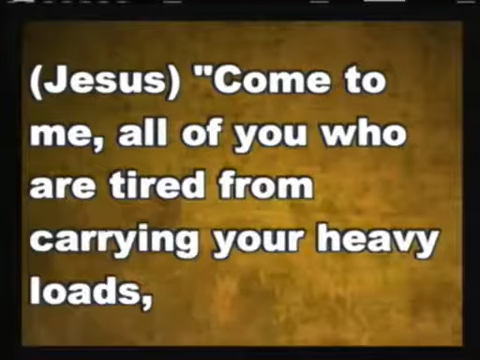 (Jesus) "Come to
me, all of you who
are tired from
carrying your heavy
loads,